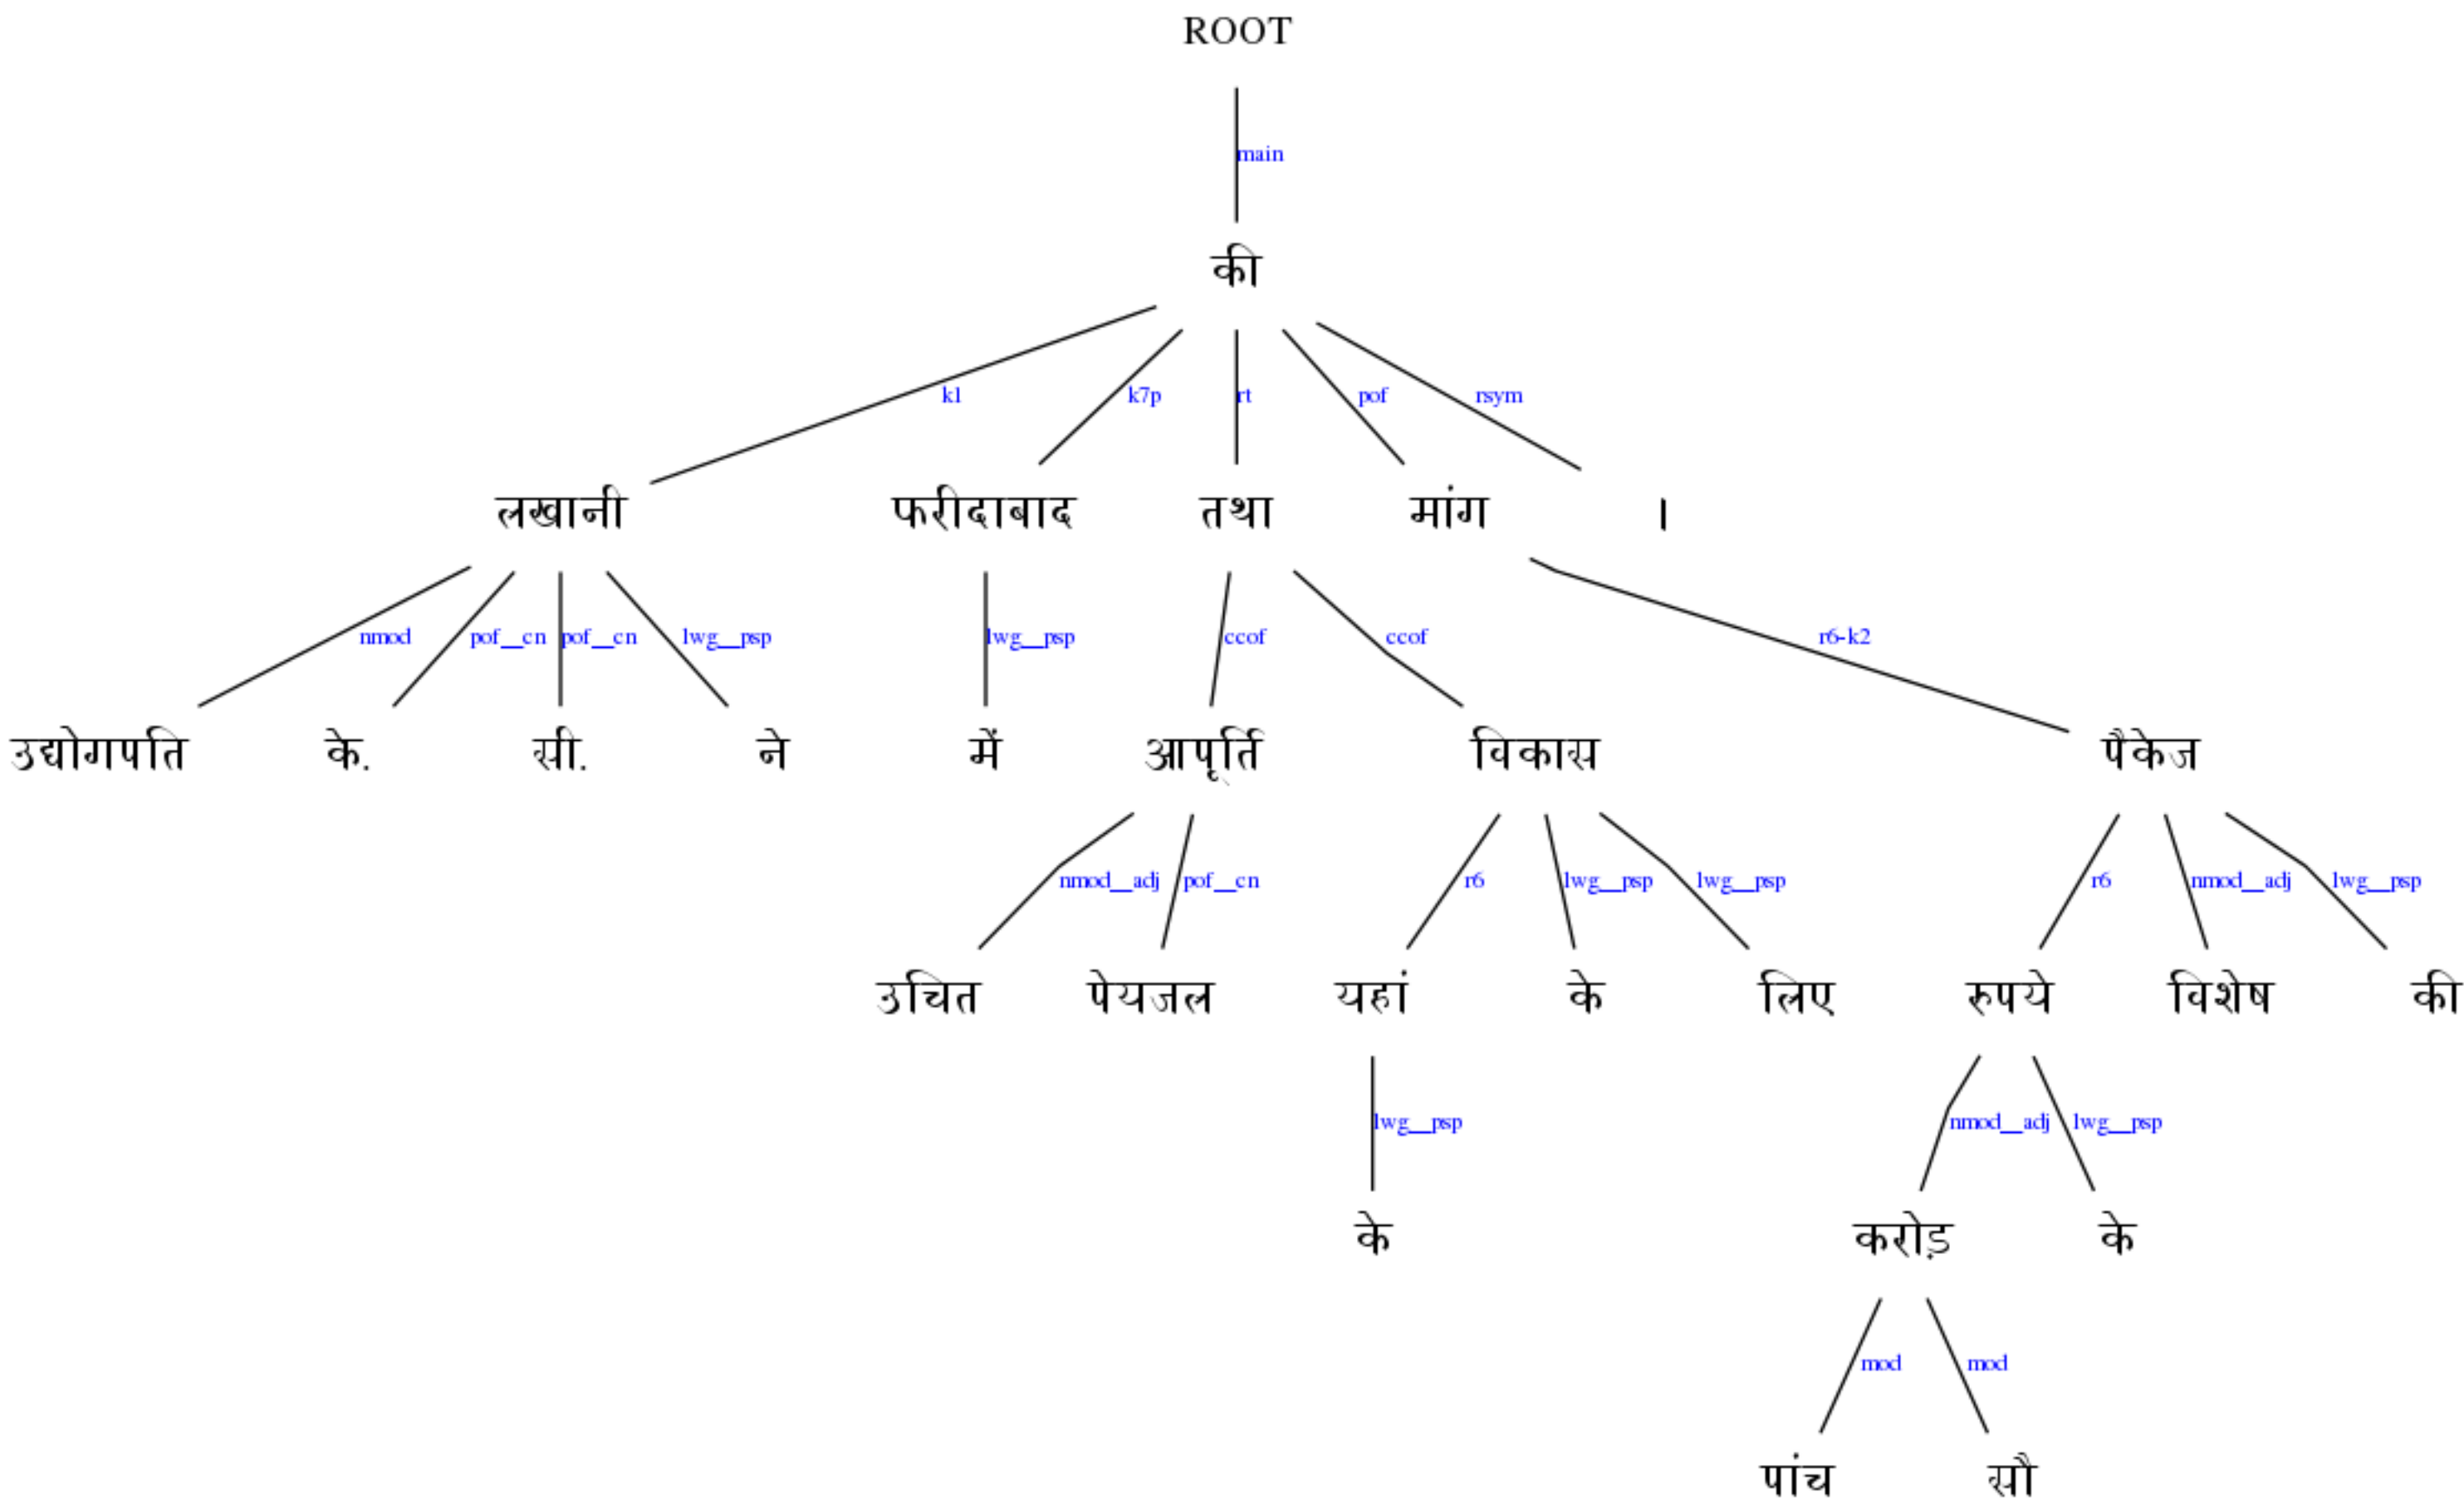 ROOT
main
की
k1 k7p rt pof rsym
लखानी फरीदाबाद तथा मांग ।
nmod pof__cn pof__cn lwg__psp lwg__psp ccof ccof r6-k2
उद्योगपति के. सी. ने में आपूर्ति विकास पैकेज
nmod__adj pof__cn r6 lwg__psp lwg__psp r6 nmod__adj lwg__psp
उचित पेयजल यहां के लिए रुपये विशेष की
lwg__psp nmod__adj lwg__psp
के करोड़ के
mod mod
पांच सौ